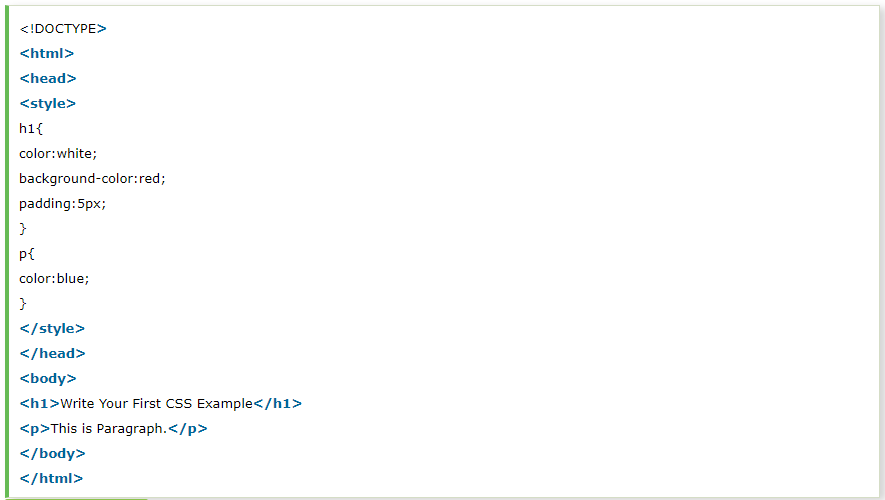 <!DOCTYPE>
<html>
<head>
<style>
h1{
color:white;
background-color:red;
padding:5px;
}
p{
color:blue;
}
</style>
</head>
<body>
<h1>Write Your First CSS Example</h1>
<p>This is Paragraph.</p>
</body>
</html>